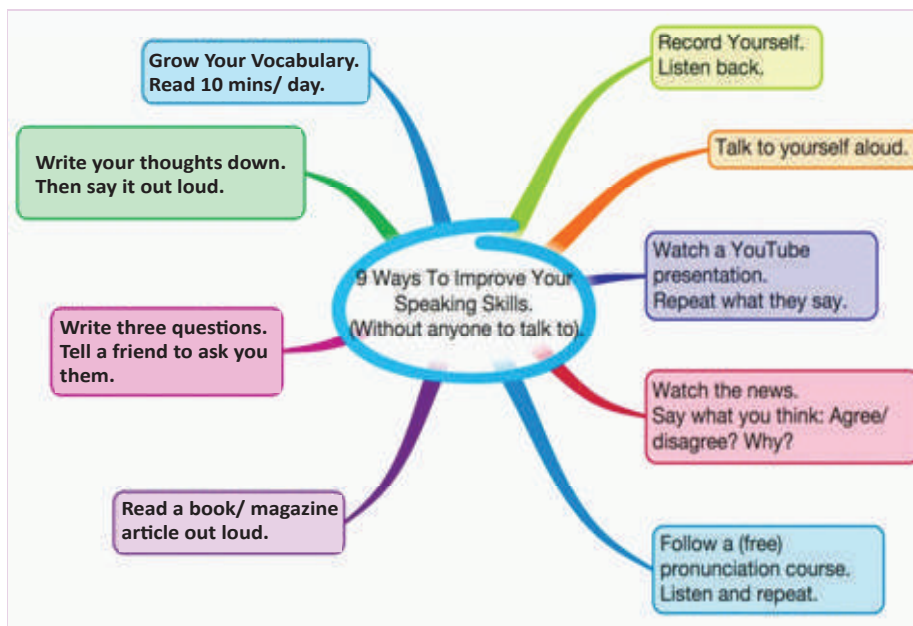 9 Ways To Improve Your
Speaking Skills.
(Without anyone to talk to).
Record Yourself.
Listen back.
Talk to yourself aloud.
Watch a YouTube
presentation.
Repeat what they say.
Watch the news.
Say what you think: Agree/
disagree? Why?
Follow a (free)
pronunciation course.
Listen and repeat.
Read a book/ magazine
article out loud.
Write three questions.
Tell a friend to ask you
them.
Write your thoughts down.
Then say it out loud.
Grow Your Vocabulary.
Read 10 mins/ day.